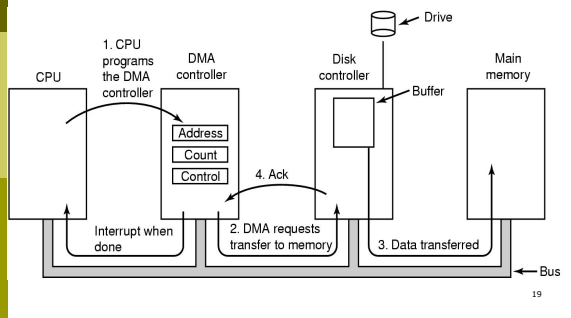 Drive
1. CPU
programs
the DMA
controller
CPU
DMA
controller
Disk
controller
Main
memory
Buffer
Address
Count
Control
4. Ack
Interrupt when
done
2. DMA requests
transfer to memory
3. Data transferred
Bus
19